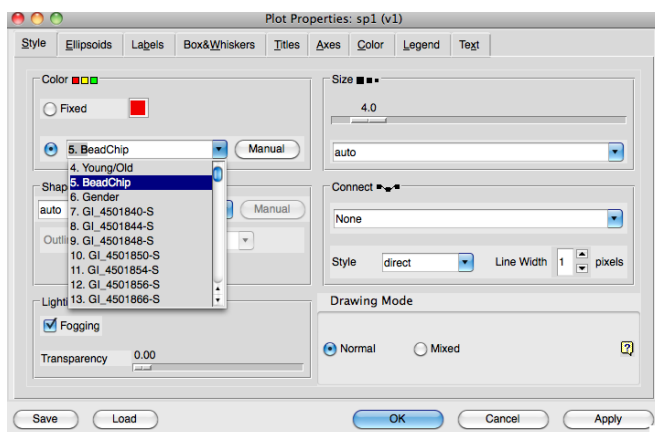 Plot Properties: sp1 (v1)
Style Ellipsoids Labels Box&Whiskers Titles Axes Color Legend Text
Color
Fixed
5. BeadChip Manual
4. Young/Old
5. BeadChip
6. Gender
7. GI_4501840-S
8. GI_4501844-S
9. GI_4501848-S
10. GI_4501850-S
11. GI_4501854-S
12. GI_4501856-S
13. GI_4501866-S
Shap
auto Manual
Outli
Lighti
Fogging
Transparency 0.00
Size
4.0
auto
Connect
None
Style direct Line Width 1 pixels
Drawing Mode
Normal Mixed ?
Save Load OK Cancel Apply